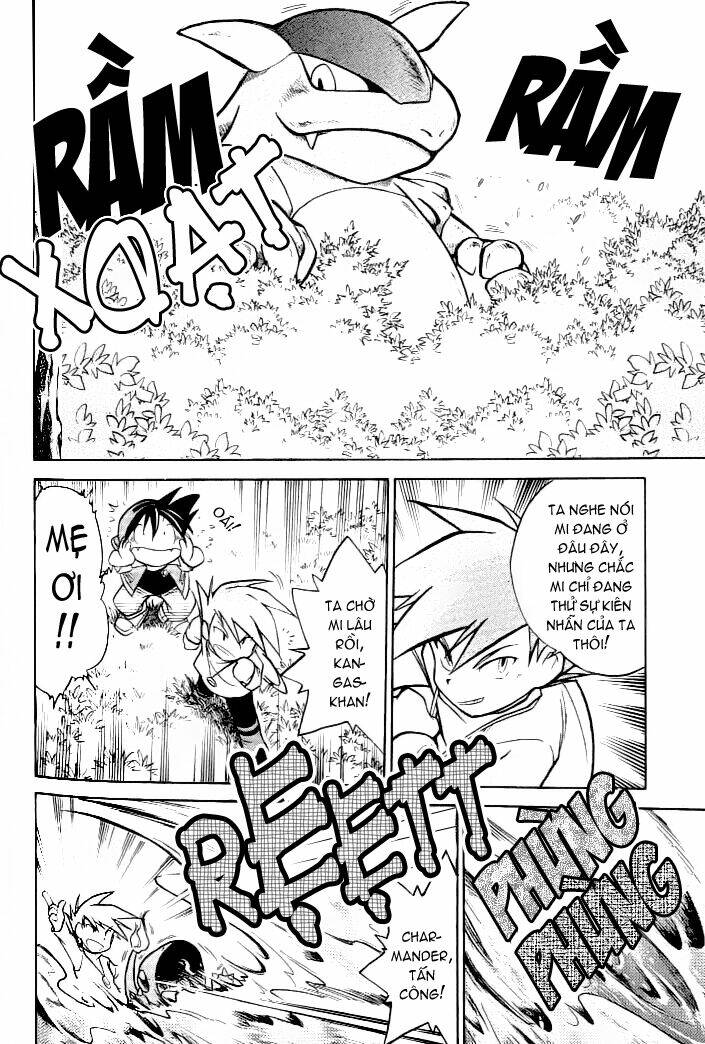 RẦM
RẦM
XOẠT
TA NGHE NÓI
MI ĐANG Ở
ĐÂU ĐÂY,
NHƯNG CHẮC
MI CHỈ ĐANG
THỬ SỰ KIÊN
NHẪN CỦA TA
THÔI!
TA CHỜ
MI LÂU
RỒI,
KAN-
GAS-
KHAN!
OÁI!
MẸ
ƠI
!!
PHỪNG
PHỪNG
RẸẸTT
CHAR-
MANDER,
TẤN
CÔNG!